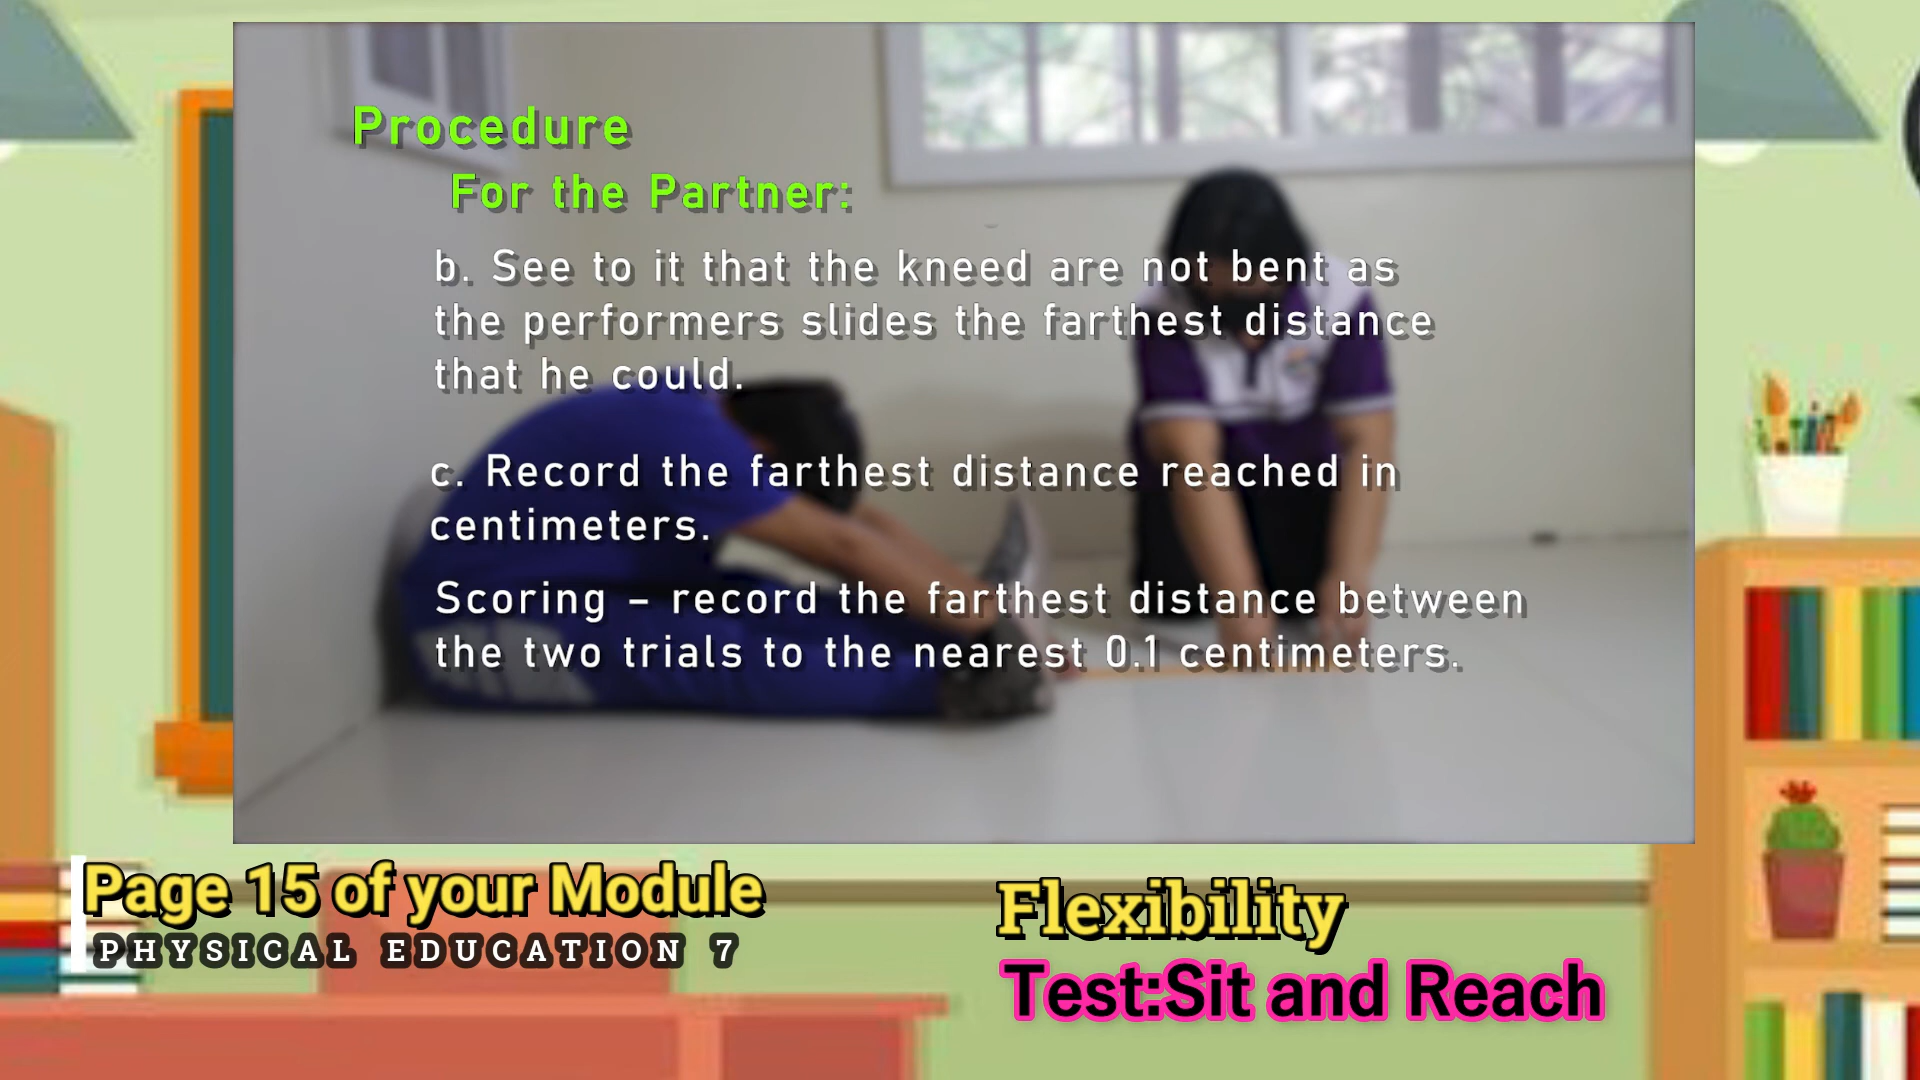 Procedure
For the Partner:
b. See to it that the kneed are not bent as
the performers slides the farthest distance
that he could.
c. Record the farthest distance reached in
centimeters.
Scoring – record the farthest distance between
the two trials to the nearest 0.1 centimeters.
Page 15 of your Module
PHYSICAL EDUCATION 7
Flexibility
Test:Sit and Reach